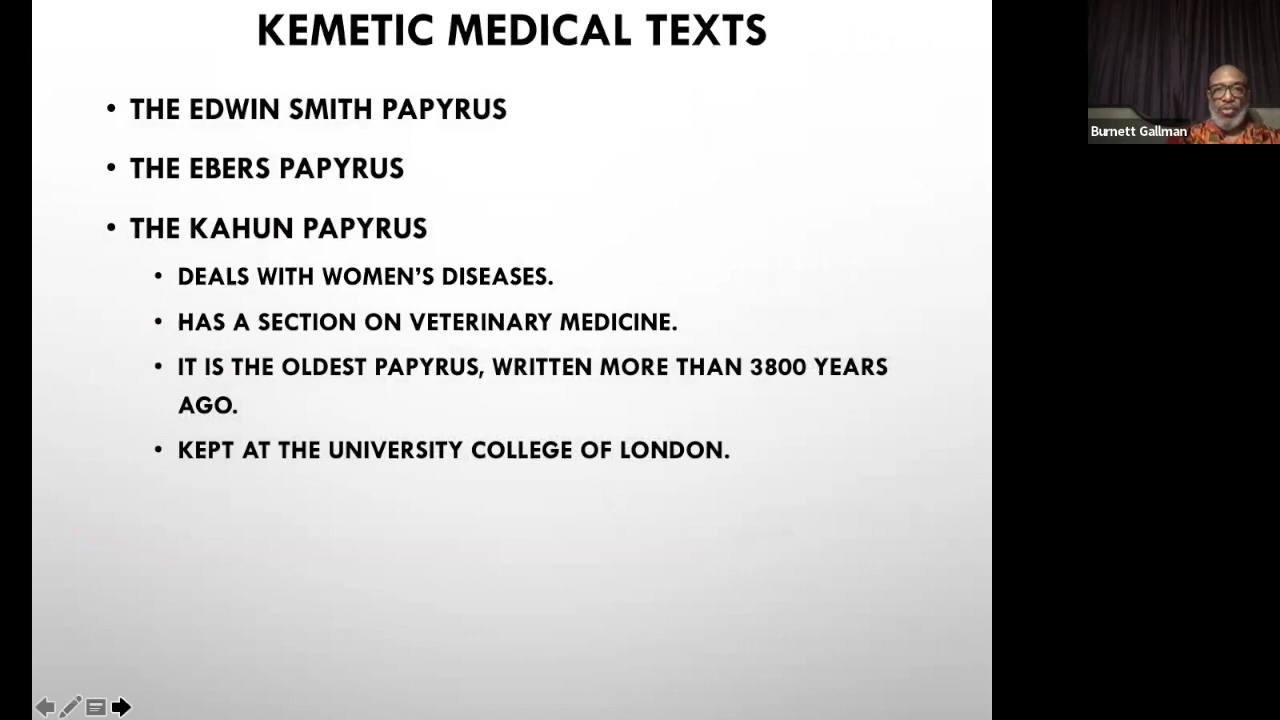 KEMETIC MEDICAL TEXTS
• THE EDWIN SMITH PAPYRUS
• THE EBERS PAPYRUS
• THE KAHUN PAPYRUS
• DEALS WITH WOMEN'S DISEASES.
• HAS A SECTION ON VETERINARY MEDICINE.
• IT IS THE OLDEST PAPYRUS, WRITTEN MORE THAN 3800 YEARS
AGO.
• KEPT AT THE UNIVERSITY COLLEGE OF LONDON.
Burnett Gallman